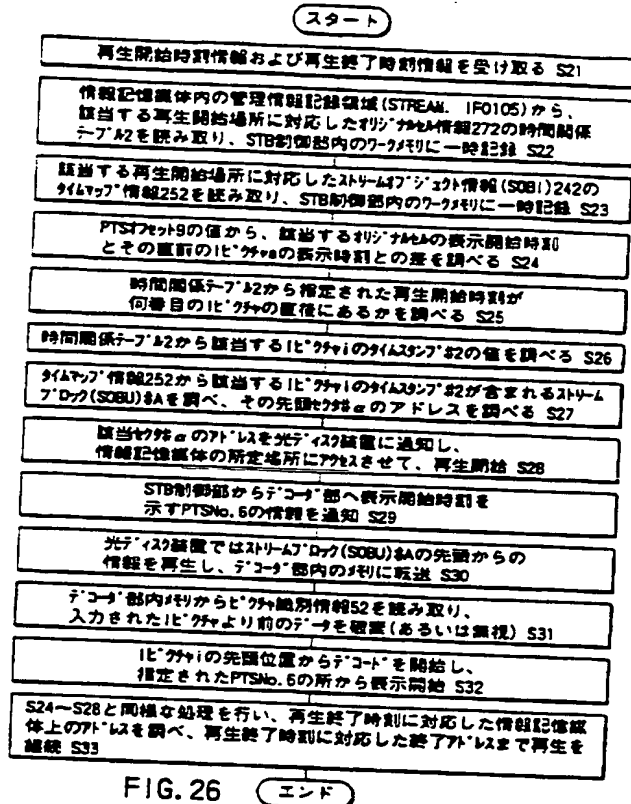 スタート
再生開始時刻情報および再生終了時刻情報を受け取る S21
情報記憶媒体内の管理情報記録領域(STREAM. IFO105)から、
該当する再生開始場所に対応したオリジナルセル情報272の時間関係
テーブル2を読み取り、STB制御部内のワークメモリに一時記録 S22
該当する再生開始場所に対応したストリームオブジェクト情報(SOBI)242の
タイムマップ情報252を読み取り、STB制御部内のワークメモリに一時記録 S23
PTSオフセット9の値から、該当するオリジナルセルの表示開始時刻
とその直前のIピクチャaの表示時刻との差を調べる S24
時間関係テーブル2から指定された再生開始時刻が
何番目のIピクチャの直後にあるかを調べる S25
時間関係テーブル2から該当するIピクチャiのタイムスタンプ#2の値を調べる S26
タイムマップ情報252から該当するIピクチャiのタイムスタンプ#2が含まれるストリーム
ブロック(SOBU)#Aを調べ、その先頭セクタ#αのアドレスを調べる S27
該当セクタ#αのアドレスを光ディスク装置に通知し、
情報記憶媒体の所定場所にアクセスさせて、再生開始 S28
STB制御部からデコーダ部へ表示開始時刻を
示すPTSNo.6の情報を通知 S29
光ディスク装置ではストリームブロック(SOBU)#Aの先頭からの
情報を再生し、デコーダ部内のメモリに転送 S30
デコーダ部内メモリからピクチャ識別情報52を読み取り、
入力されたIピクチャより前のデータを破棄(あるいは無視) S31
Iピクチャiの先頭位置からデコードを開始し、
指定されたPTSNo.6の所から表示開始 S32
S24～S28と同様な処理を行い、再生終了時刻に対応した情報記憶媒
体上のアドレスを調べ、再生終了時刻に対応した終了アドレスまで再生を
継続 S33
FIG. 26
エンド